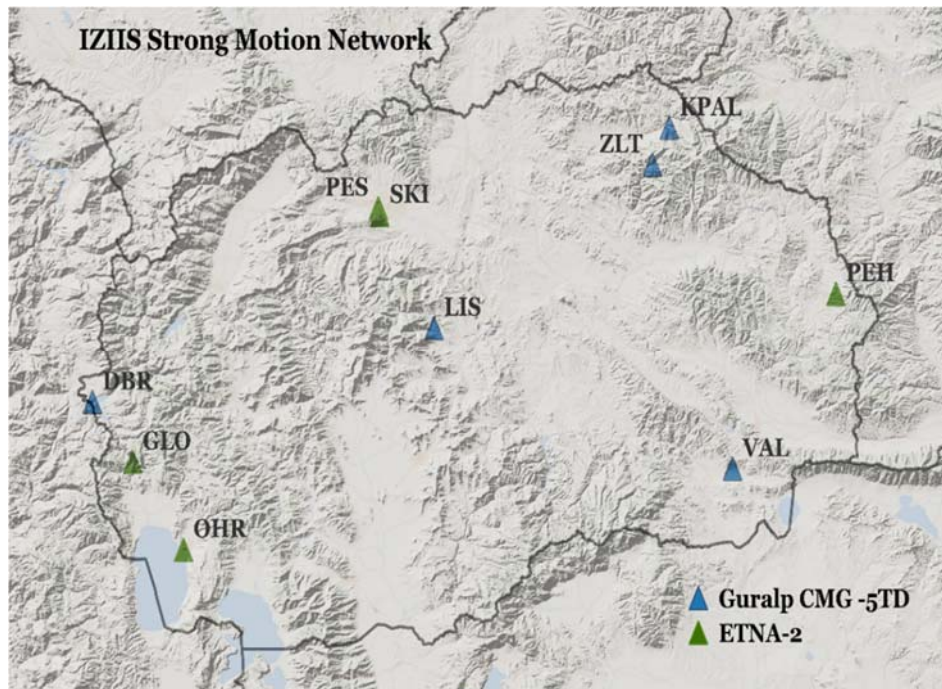 IZIIS Strong Motion Network
KPAL
ZLT
PES SKI
PEH
LIS
DBR
GLO
VAL
OHR
Guralp CMG -5TD
ETNA-2